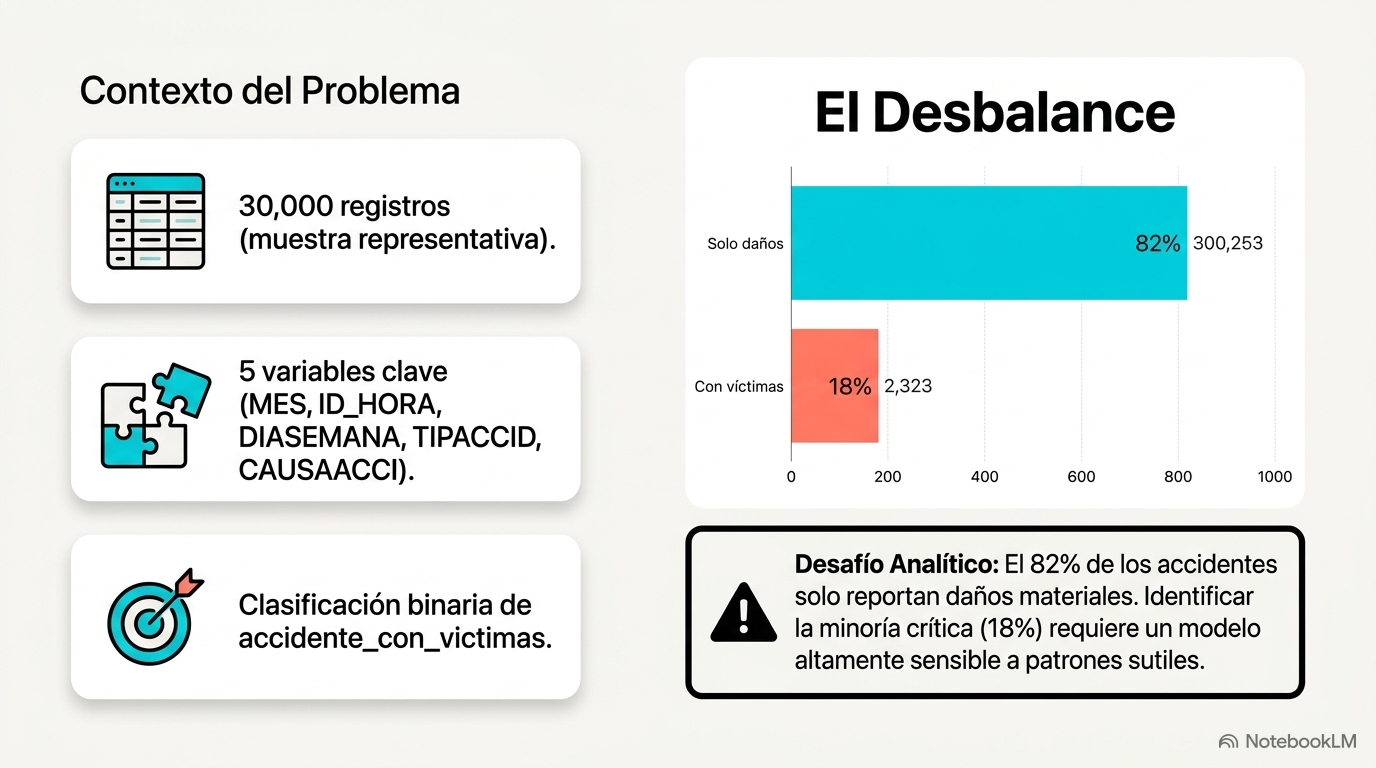 Contexto del Problema
30,000 registros
(muestra representativa).
5 variables clave
(MES, ID_HORA,
DIASEMANA, TIPACCID,
CAUSAACCI).
Clasificación binaria de
accidente_con_victimas.
El Desbalance
Solo daños
82%
300,253
Con víctimas
18%
2,323
0
200
400
600
800
1000
Desafío Analítico: El 82% de los accidentes
solo reportan daños materiales. Identificar
la minoría crítica (18%) requiere un modelo
altamente sensible a patrones sutiles.
NotebookLM